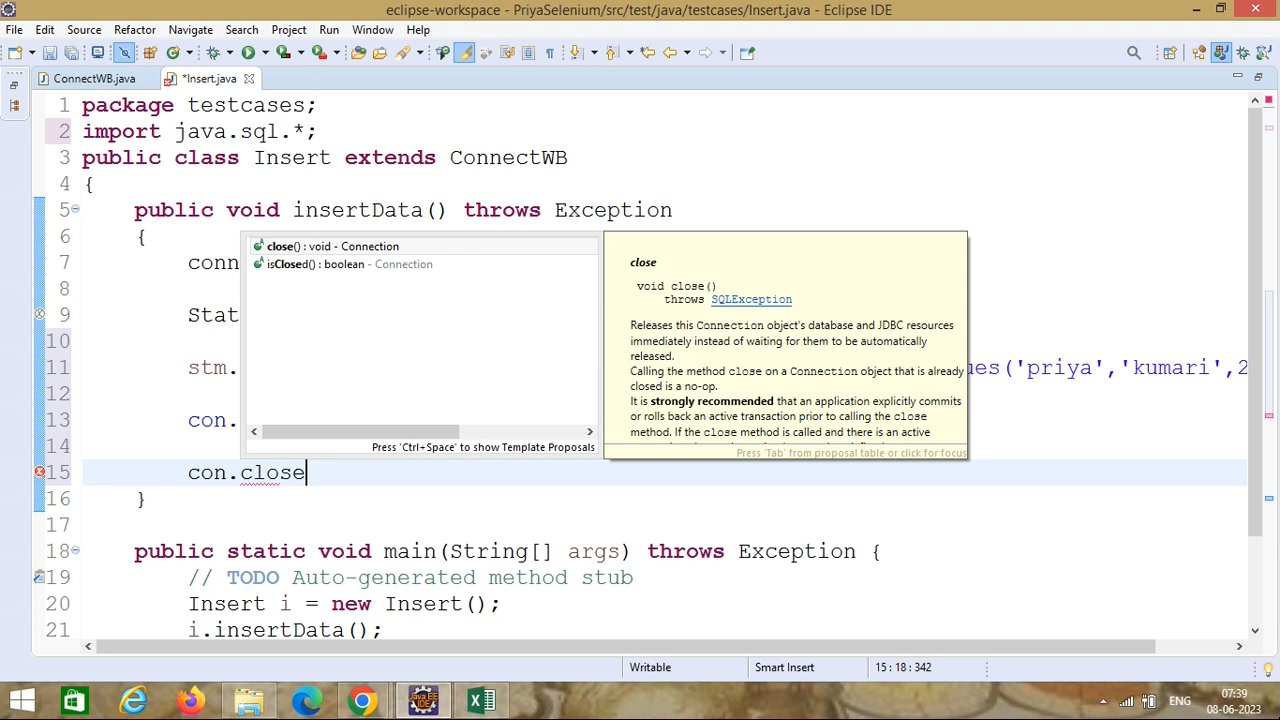 eclipse-workspace - PriyaSelenium/src/test/java/testcases/Insert.java - Eclipse IDE
File Edit Source Refactor Navigate Search Project Run Window Help
ConnectWB.java *Insert.java
1 package testcases;
2 import java.sql.*;
3 public class Insert extends ConnectWB
4 {
5 public void insertData() throws Exception
6 {
7 conn
8
9 Stat
10
11 stm. ues('priya','kumari',2
12
13 con.
14
15 con.close
16 }
17
18 public static void main(String[] args) throws Exception {
19 // TODO Auto-generated method stub
20 Insert i = new Insert();
21 i.insertData();
close() : void - Connection
isClosed() : boolean - Connection
Press 'Ctrl+Space' to show Template Proposals
close
void close()
throws SQLException
Releases this Connection object's database and JDBC resources
immediately instead of waiting for them to be automatically
released.
Calling the method close on a Connection object that is already
closed is a no-op.
It is strongly recommended that an application explicitly commits
or rolls back an active transaction prior to calling the close
method. If the close method is called and there is an active
Press 'Tab' from proposal table or click for focus
Writable Smart Insert 15 : 18 : 342
Java EE
IDE
ENG
07:39
08-06-2023